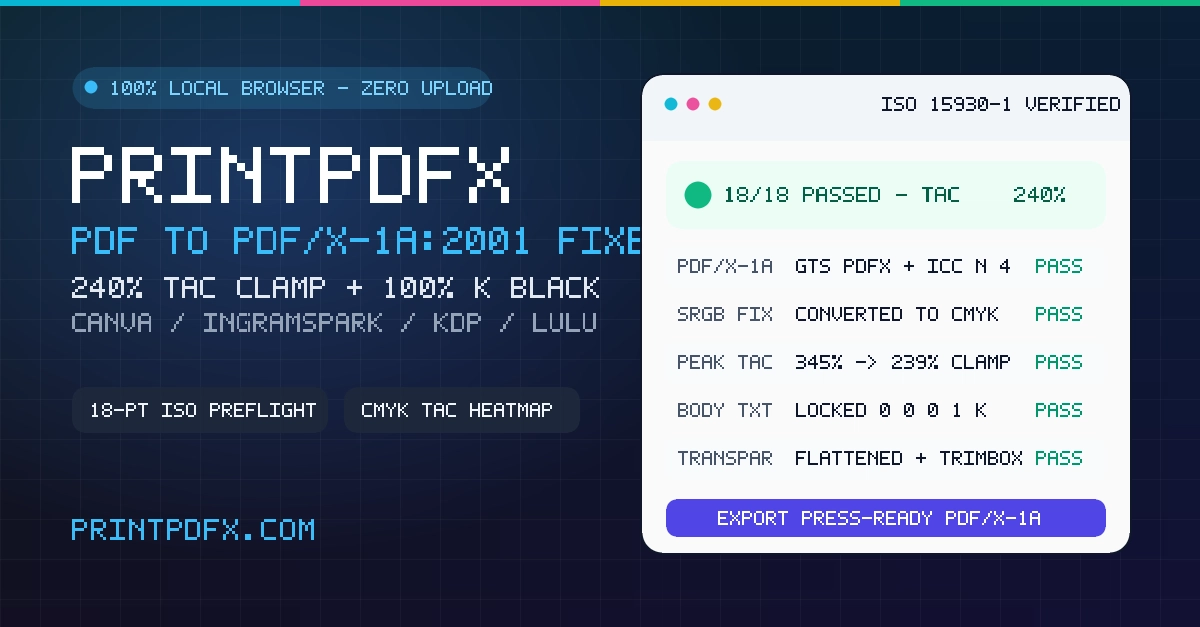 100% LOCAL BROWSER - ZERO UPLOAD
PRINTPDFX
PDF TO PDF/X-1A:2001 FIXE
240% TAC CLAMP + 100% K BLACK
CANVA / INGRAMSPARK / KDP / LULU
18-PT ISO PREFLIGHT
CMYK TAC HEATMAP
PRINTPDFX.COM
ISO 15930-1 VERIFIED
18/18 PASSED - TAC 240%
PDF/X-1A GTS PDFX + ICC N 4 PASS
SRGB FIX CONVERTED TO CMYK PASS
PEAK TAC 345% -> 239% CLAMP PASS
BODY TXT LOCKED 0 0 0 1 K PASS
TRANSPAR FLATTENED + TRIMBOX PASS
EXPORT PRESS-READY PDF/X-1A